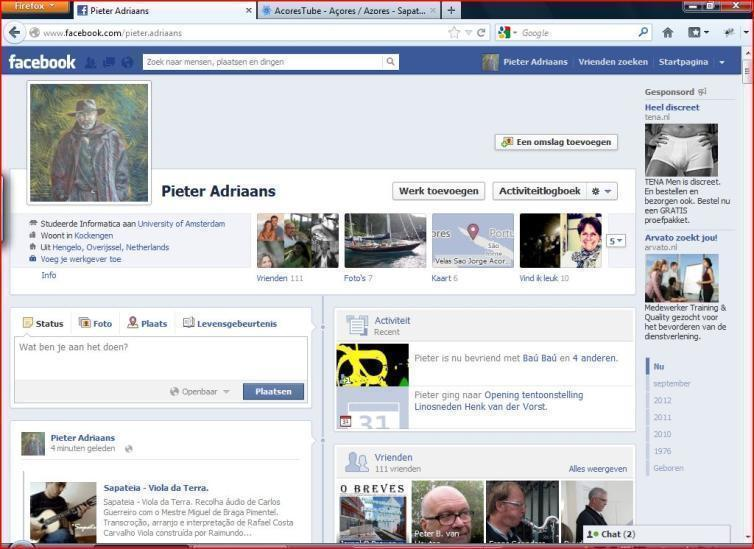 Firefox
Pieter Adriaans
AcoresTube - Açores / Azores - Sapat...
www.facebook.com/pieter.adriaans
Google
facebook
Zoek naar mensen, plaatsen en dingen
Pieter Adriaans
Vrienden zoeken
Startpagina
Een omslag toevoegen
Pieter Adriaans
Werk toevoegen
Activiteitlogboek
Studeerde Informatica aan University of Amsterdam
Woont in Kockengen
Uit Hengelo, Overijssel, Netherlands
Voeg je werkgever toe
Info
Vrienden 111
Foto's 7
ores
Portu
São
Velas Sao Jorge Acor...
Kaart 6
Vind ik leuk 10
5
Status
Foto
Plaats
Levensgebeurtenis
Wat ben je aan het doen?
Openbaar
Plaatsen
Pieter Adriaans
4 minuten geleden
Sapateia - Viola da Terra.
Sapateia - Viola da Terra. Recolha áudio de Carlos
Guerreiro com o Mestre Miguel de Braga Pimentel.
Transcroção, arranjo e interpretação de Rafael Costa
Carvalho Viola construída por Raimundo...
Activiteit
Recent
Pieter is nu bevriend met Baú Baú en 4 anderen.
31
Pieter ging naar Opening tentoonstelling
Linosneden Henk van der Vorst.
Vrienden
111 vrienden
Alles weergeven
O BREVES
Peter B. van
Gesponsord
Heel discreet
tena.nl
TENA Men is discreet.
En bestellen en
bezorgen ook. Bestel nu
een GRATIS
proefpakket.
Arvato zoekt jou!
arvato.nl
Medewerker Training &
Quality gezocht voor
het bevorderen van de
dienstverlening.
Nu
september
2012
2011
2010
1976
Geboren
Chat (2)